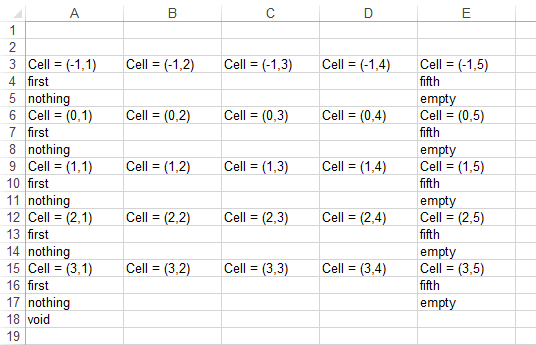 A B C D E
1
2
3 Cell = (-1,1) Cell = (-1,2) Cell = (-1,3) Cell = (-1,4) Cell = (-1,5)
4 first fifth
5 nothing empty
6 Cell = (0,1) Cell = (0,2) Cell = (0,3) Cell = (0,4) Cell = (0,5)
7 first fifth
8 nothing empty
9 Cell = (1,1) Cell = (1,2) Cell = (1,3) Cell = (1,4) Cell = (1,5)
10 first fifth
11 nothing empty
12 Cell = (2,1) Cell = (2,2) Cell = (2,3) Cell = (2,4) Cell = (2,5)
13 first fifth
14 nothing empty
15 Cell = (3,1) Cell = (3,2) Cell = (3,3) Cell = (3,4) Cell = (3,5)
16 first fifth
17 nothing empty
18 void
19